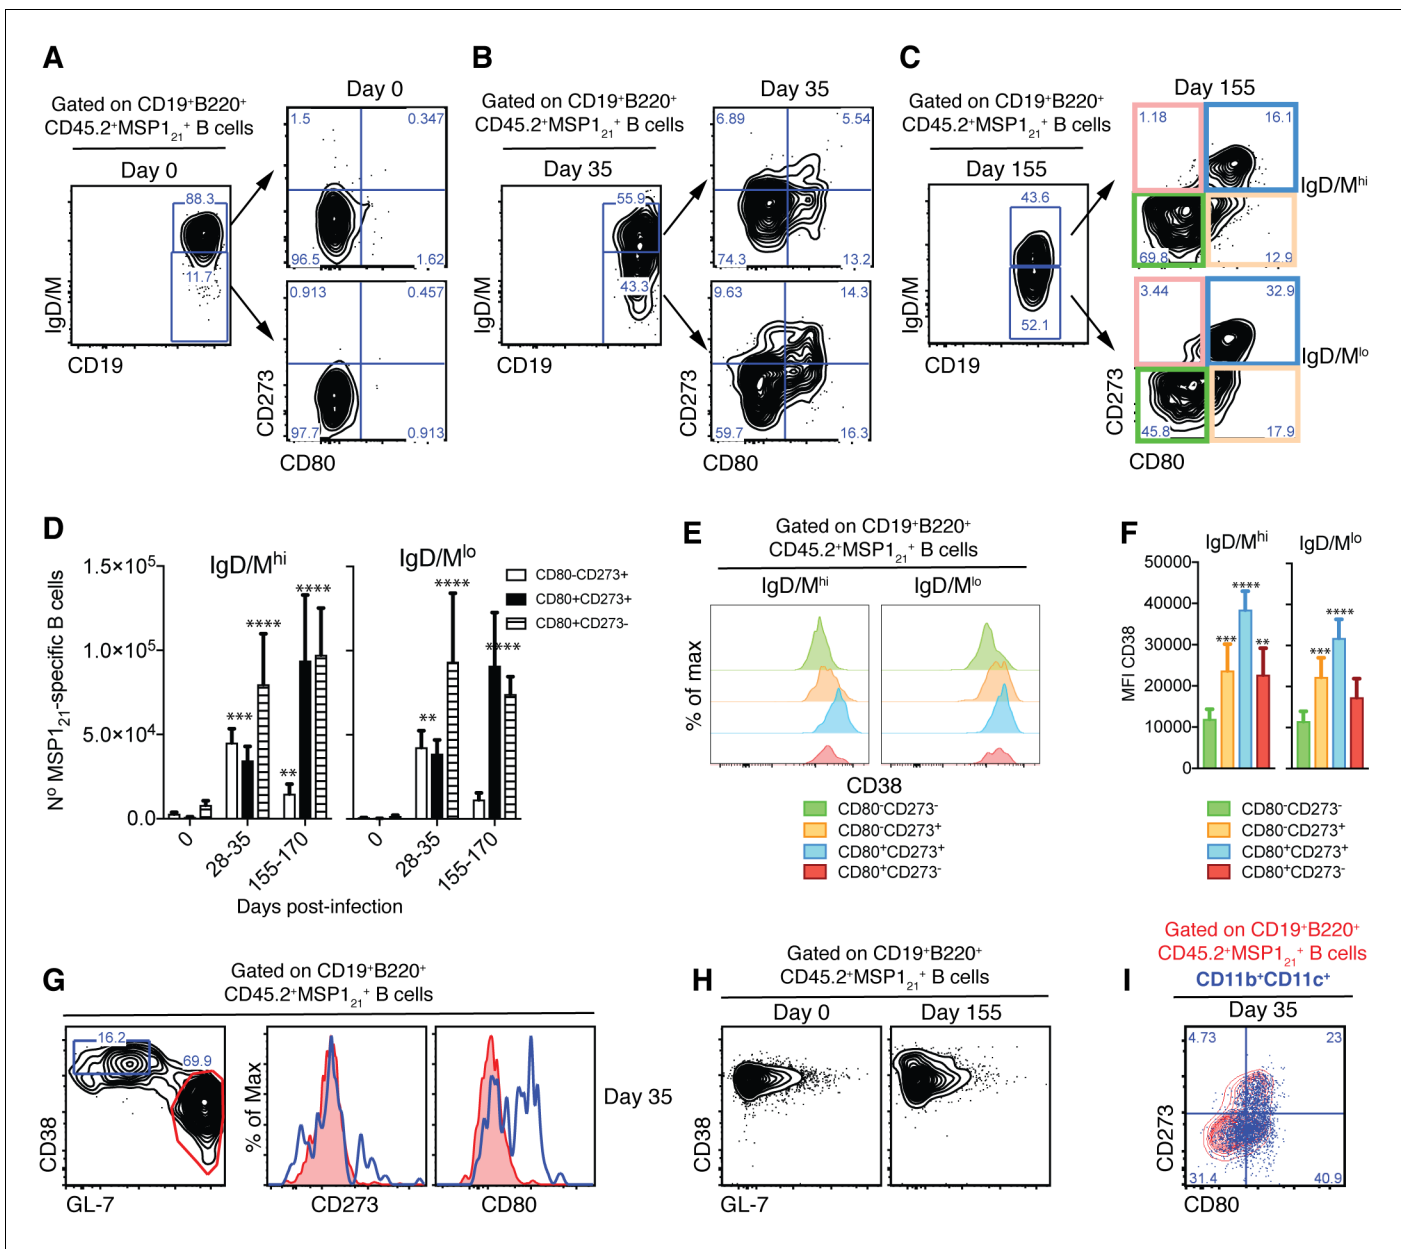 A
Gated on CD19⁺B220⁺
CD45.2⁺MSP1₂₁⁺ B cells
Day 0
88.3
11.7
IgD/M
CD19
Day 0
1.5
0.347
96.5
1.62
0.913
0.457
97.7
0.913
CD273
CD80
B
Gated on CD19⁺B220⁺
CD45.2⁺MSP1₂₁⁺ B cells
Day 35
55.9
43.3
IgD/M
CD19
Day 35
6.89
5.54
74.3
13.2
9.63
14.3
59.7
16.3
CD273
CD80
C
Gated on CD19⁺B220⁺
CD45.2⁺MSP1₂₁⁺ B cells
Day 155
43.6
52.1
IgD/M
CD19
Day 155
1.18
16.1
IgD/Mʰⁱ
69.8
12.9
3.44
32.9
IgD/Mˡᵒ
45.8
17.9
CD273
CD80
D
Nº MSP1₂₁-specific B cells
1.5×10⁵
1.0×10⁵
5.0×10⁴
0.0
IgD/Mʰⁱ
IgD/Mˡᵒ
CD80-CD273+
CD80+CD273+
CD80+CD273-
***
****
**
****
**
****
****
0
28-35
155-170
0
28-35
155-170
Days post-infection
E
Gated on CD19⁺B220⁺
CD45.2⁺MSP1₂₁⁺ B cells
IgD/Mʰⁱ
IgD/Mˡᵒ
% of max
CD38
CD80⁻CD273⁻
CD80⁻CD273⁺
CD80⁺CD273⁺
CD80⁺CD273⁻
F
IgD/Mʰⁱ
IgD/Mˡᵒ
MFI CD38
50000
40000
30000
20000
10000
0
***
****
**
***
****
CD80⁻CD273⁻
CD80⁻CD273⁺
CD80⁺CD273⁺
CD80⁺CD273⁻
G
Gated on CD19⁺B220⁺
CD45.2⁺MSP1₂₁⁺ B cells
16.2
69.9
CD38
GL-7
% of Max
CD273
CD80
Day 35
H
Gated on CD19⁺B220⁺
CD45.2⁺MSP1₂₁⁺ B cells
Day 0
Day 155
CD38
GL-7
I
Gated on CD19⁺B220⁺
CD45.2⁺MSP1₂₁⁺ B cells
CD11b⁺CD11c⁺
Day 35
4.73
23
31.4
40.9
CD273
CD80